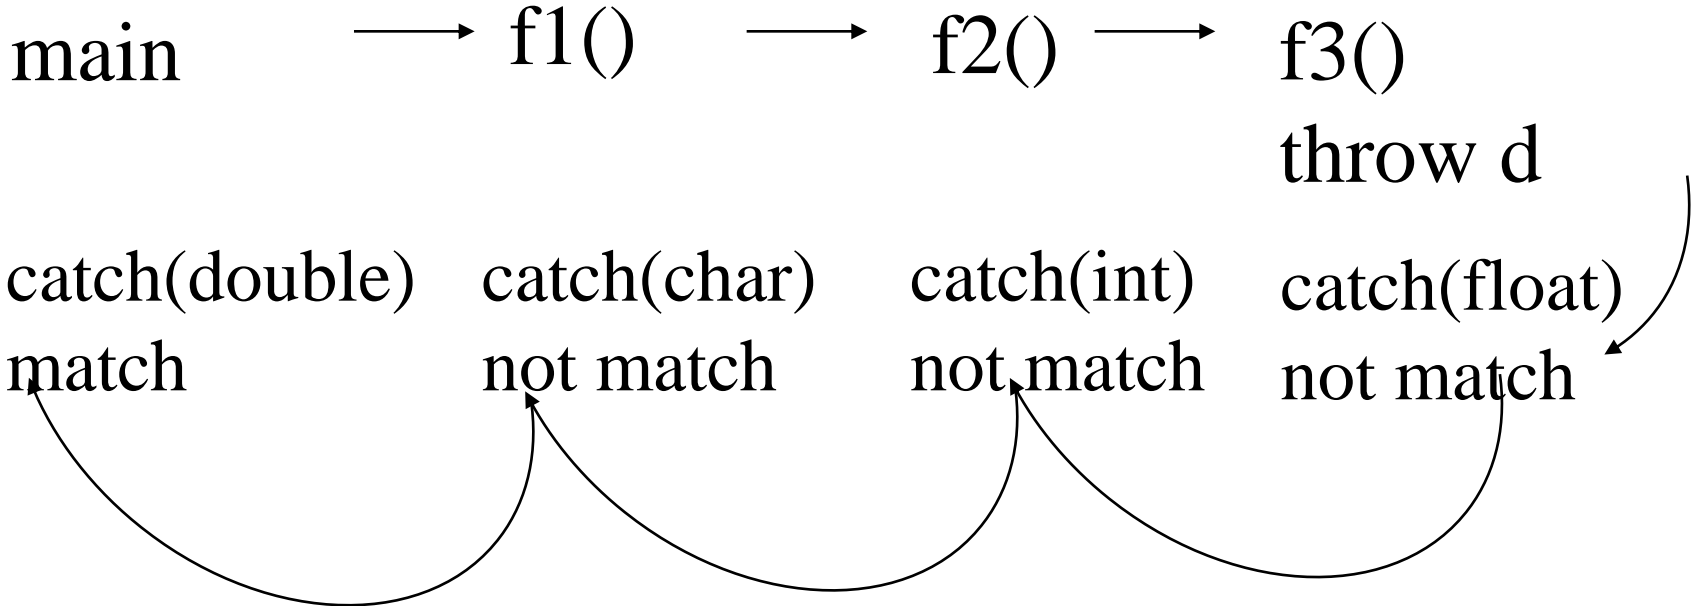 main f1() f2() f3()
throw d
catch(double) catch(char) catch(int) catch(float)
match not match not match not match